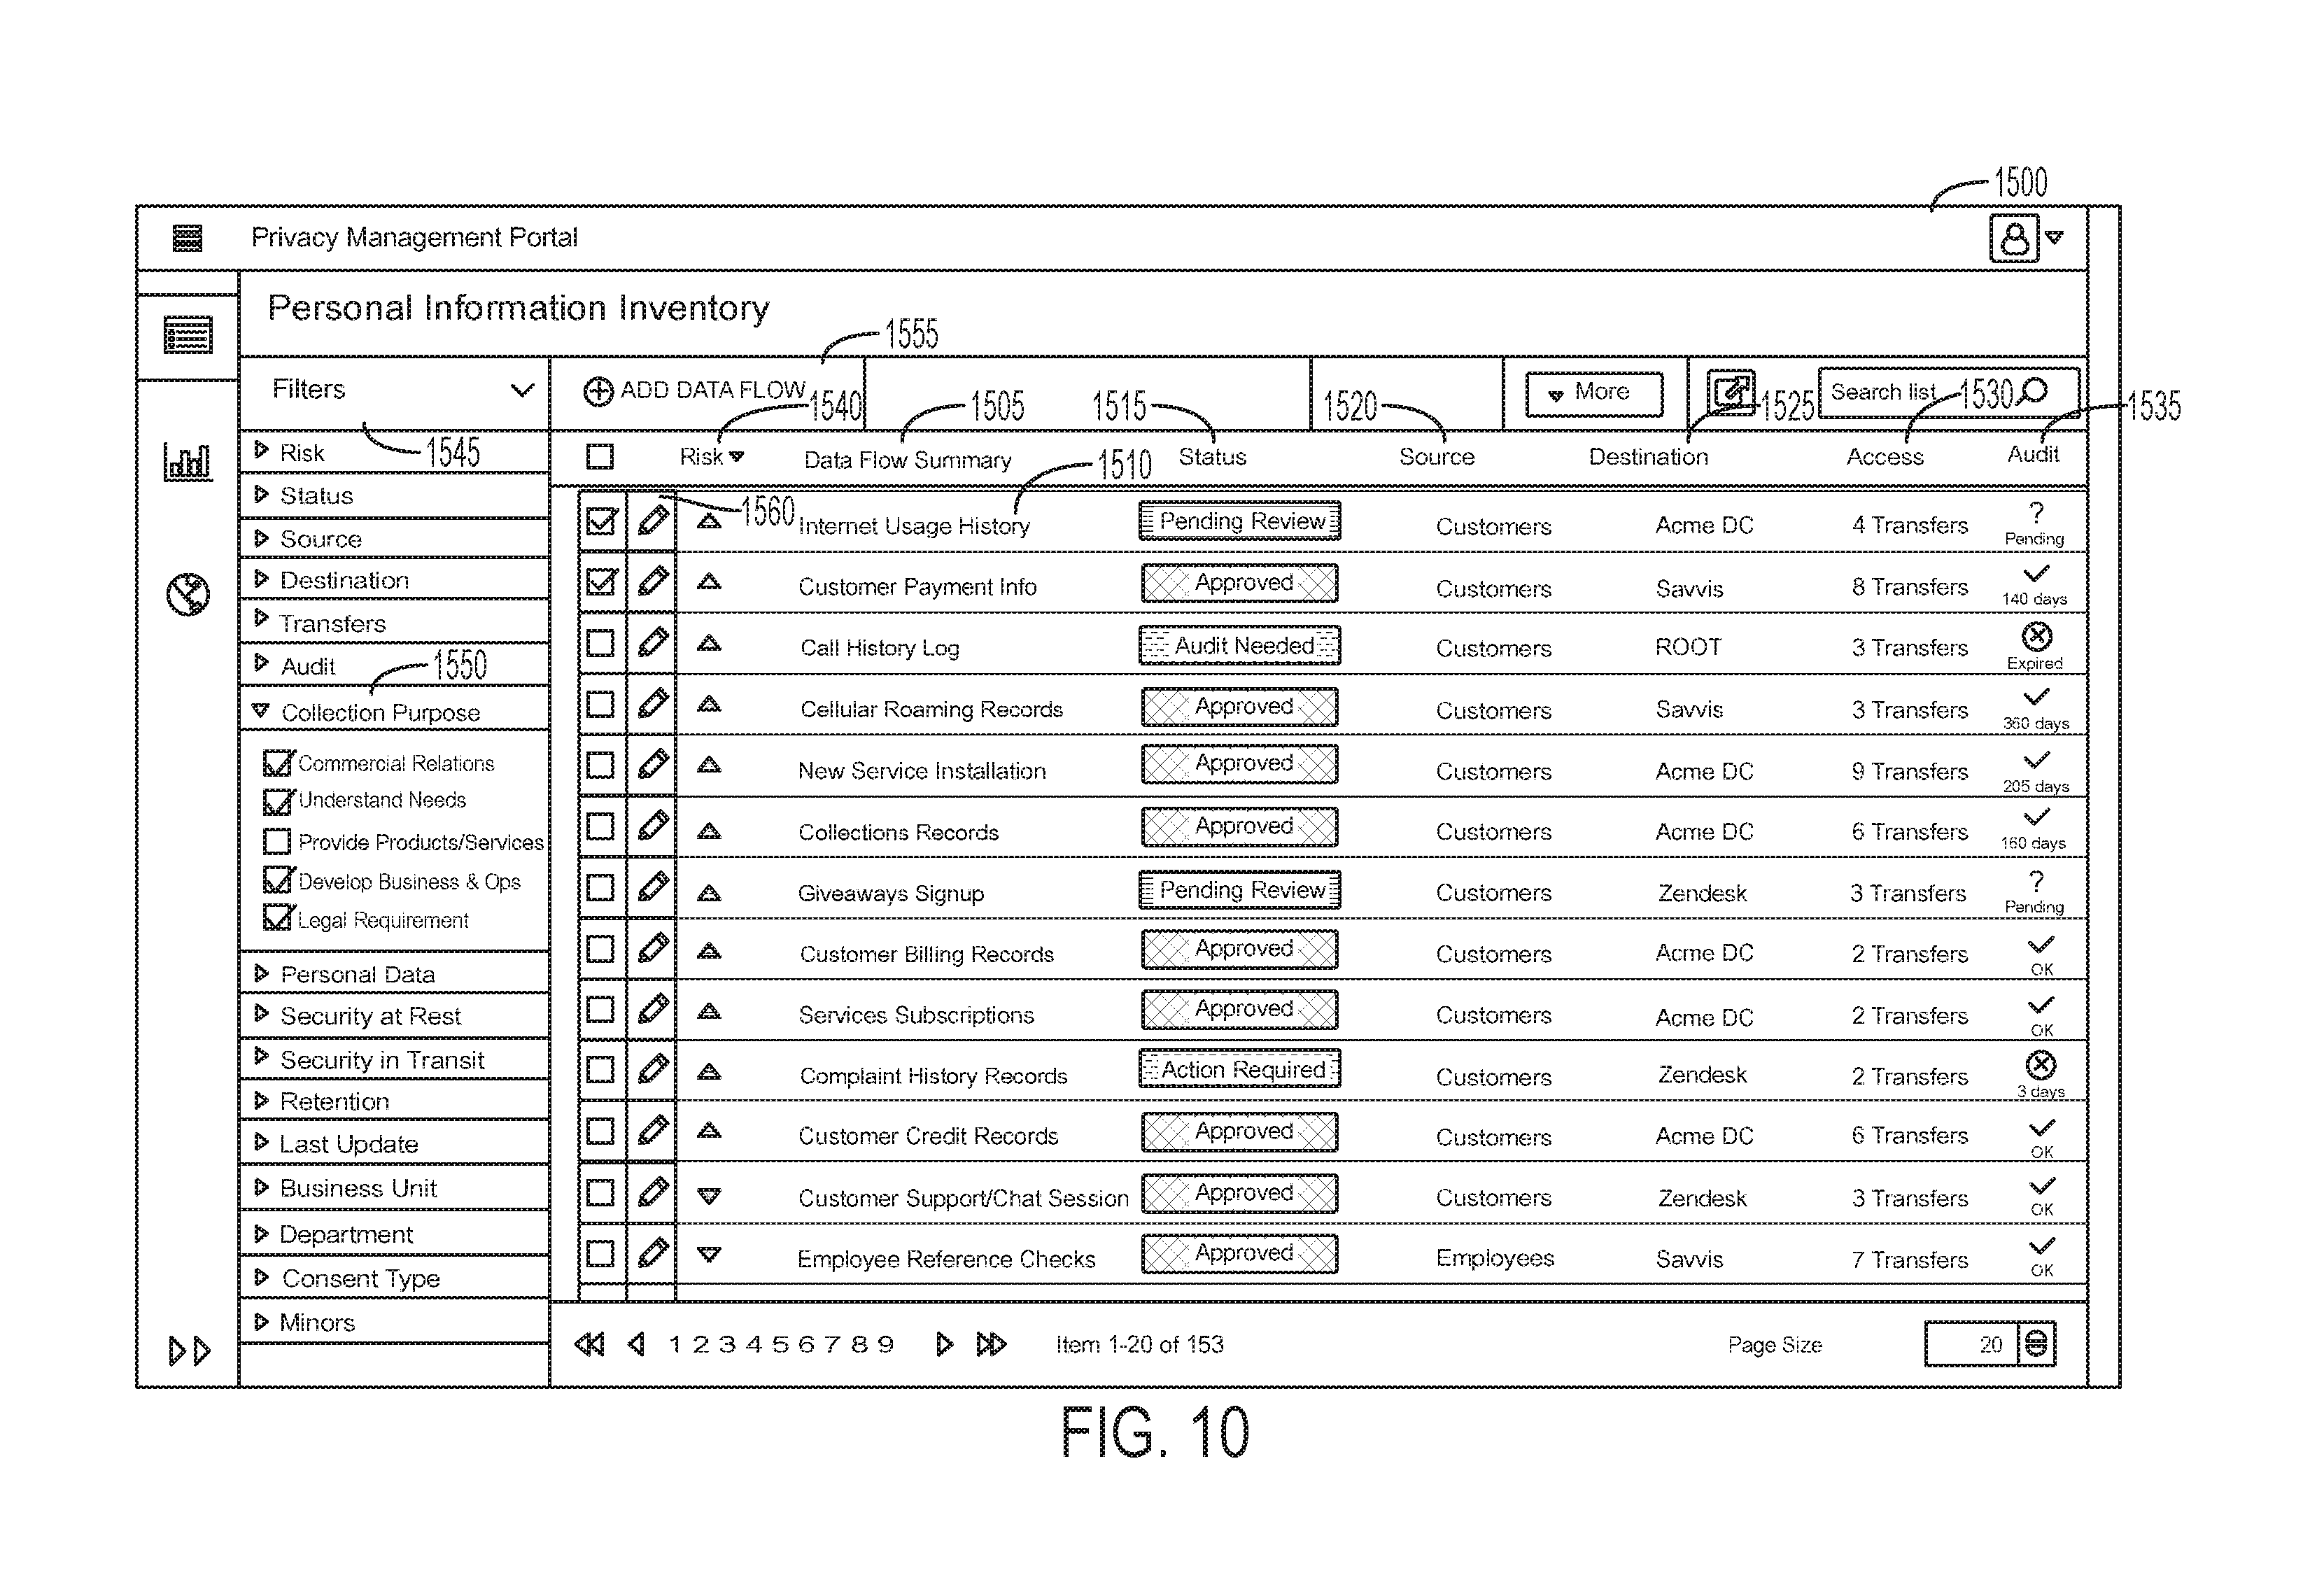 1500
Privacy Management Portal
Personal Information Inventory
1555
Filters
ADD DATA FLOW
More
Search list
1540
1505
1515
1520
1525
1530
1535
1545
Risk
Data Flow Summary
1510
Status
Source
Destination
Access
Audit
Risk
Status
Source
Destination
Transfers
Audit
1550
Collection Purpose
Commercial Relations
Understand Needs
Provide Products/Services
Develop Business & Ops
Legal Requirement
Personal Data
Security at Rest
Security in Transit
Retention
Last Update
Business Unit
Department
Consent Type
Minors
1560
Internet Usage History Pending Review Customers Acme DC 4 Transfers ? Pending
Customer Payment Info Approved Customers Savvis 8 Transfers 140 days
Call History Log Audit Needed Customers ROOT 3 Transfers Expired
Cellular Roaming Records Approved Customers Savvis 3 Transfers 360 days
New Service Installation Approved Customers Acme DC 9 Transfers 205 days
Collections Records Approved Customers Acme DC 6 Transfers 160 days
Giveaways Signup Pending Review Customers Zendesk 3 Transfers ? Pending
Customer Billing Records Approved Customers Acme DC 2 Transfers OK
Services Subscriptions Approved Customers Acme DC 2 Transfers OK
Complaint History Records Action Required Customers Zendesk 2 Transfers 3 days
Customer Credit Records Approved Customers Acme DC 6 Transfers OK
Customer Support/Chat Session Approved Customers Zendesk 3 Transfers OK
Employee Reference Checks Approved Employees Savvis 7 Transfers OK
1 2 3 4 5 6 7 8 9 Item 1-20 of 153 Page Size 20
FIG. 10